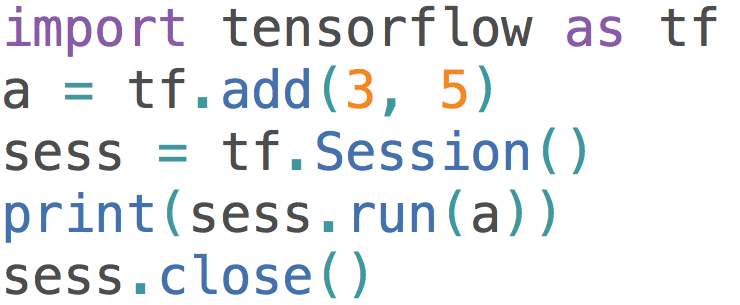 import tensorflow as tf
a = tf.add(3, 5)
sess = tf.Session()
print(sess.run(a))
sess.close()